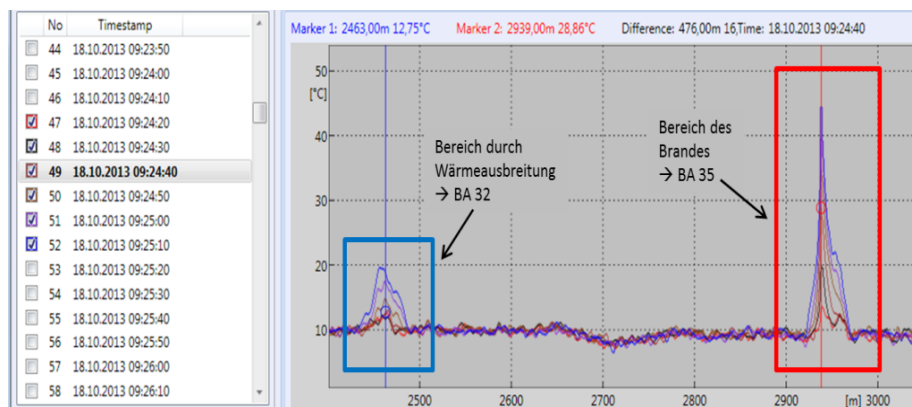 No Timestamp
44 18.10.2013 09:23:50
45 18.10.2013 09:24:00
46 18.10.2013 09:24:10
47 18.10.2013 09:24:20
48 18.10.2013 09:24:30
49 18.10.2013 09:24:40
50 18.10.2013 09:24:50
51 18.10.2013 09:25:00
52 18.10.2013 09:25:10
53 18.10.2013 09:25:20
54 18.10.2013 09:25:30
55 18.10.2013 09:25:40
56 18.10.2013 09:25:50
57 18.10.2013 09:26:00
58 18.10.2013 09:26:10
Marker 1: 2463,00m 12,75°C Marker 2: 2939,00m 28,86°C Difference: 476,00m 16,Time: 18.10.2013 09:24:40
50
[°C]
40
30
20
10
Bereich durch
Wärmeausbreitung
→ BA 32
Bereich des
Brandes
→ BA 35
2500 2600 2700 2800 2900 [m] 3000